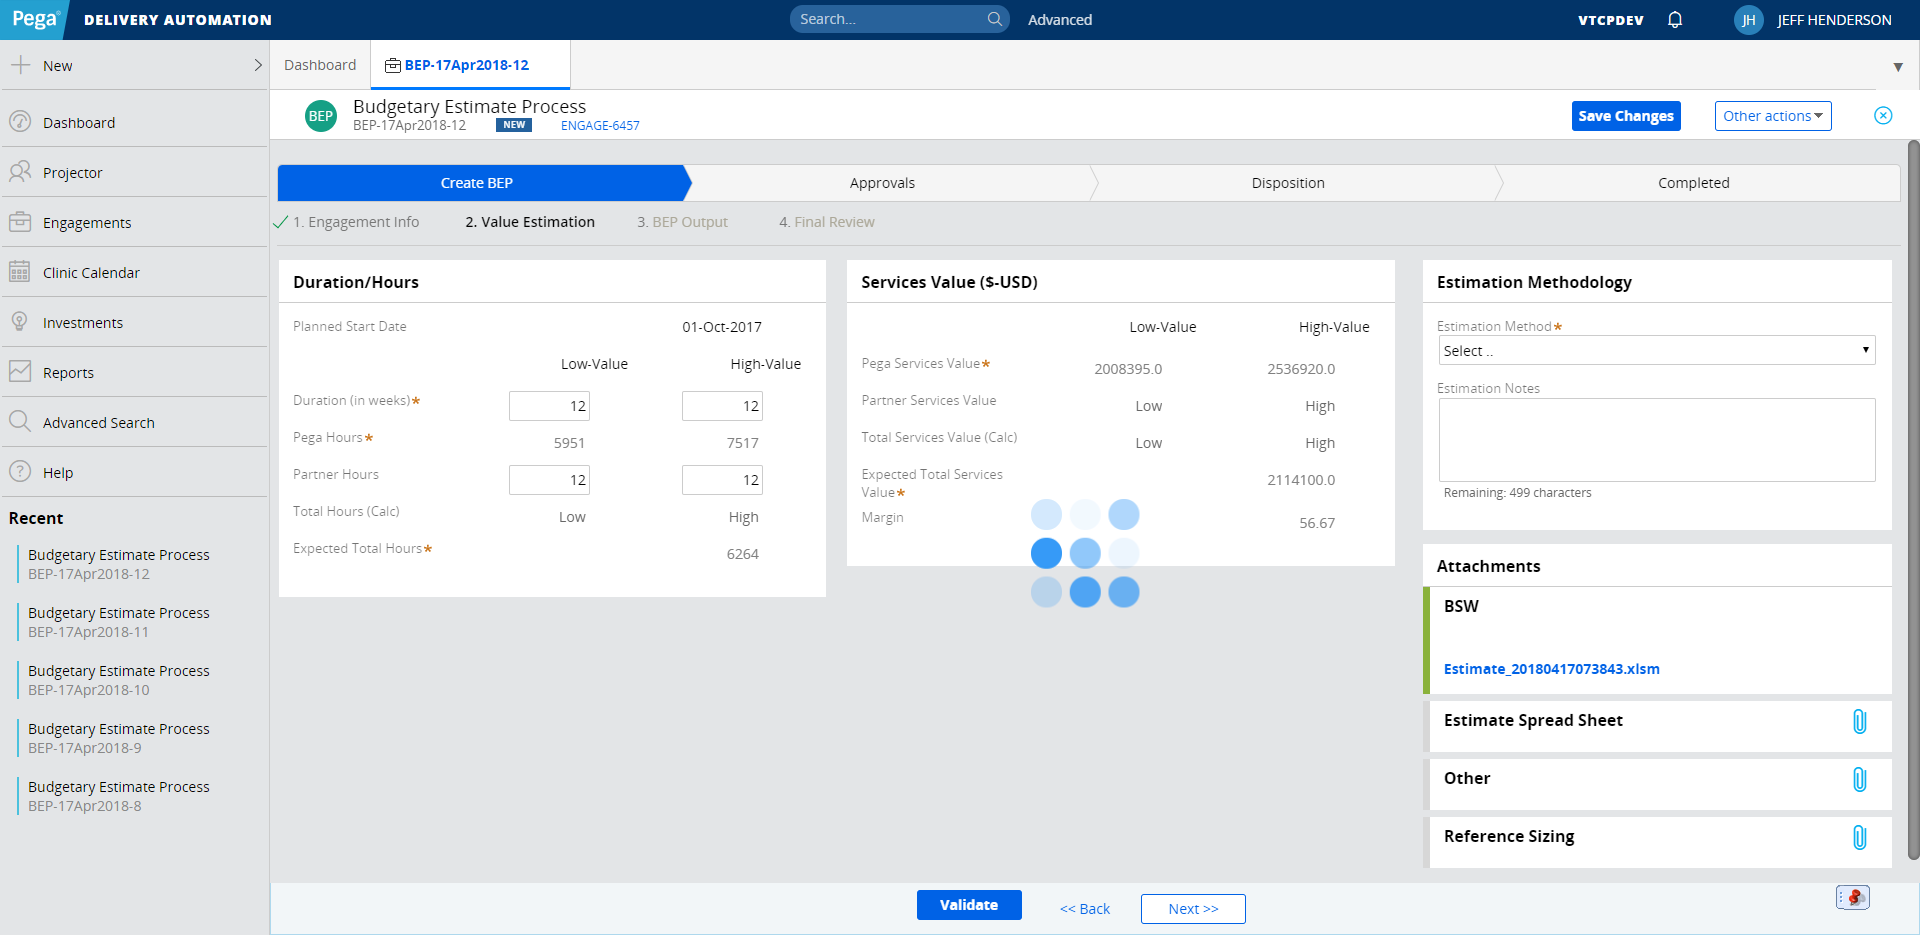 Pega DELIVERY AUTOMATION
Search...
Advanced
VTCPDEV
JH JEFF HENDERSON
New
Dashboard
Projector
Engagements
Clinic Calendar
Investments
Reports
Advanced Search
Help
Recent
Budgetary Estimate Process
BEP-17Apr2018-12
Budgetary Estimate Process
BEP-17Apr2018-11
Budgetary Estimate Process
BEP-17Apr2018-10
Budgetary Estimate Process
BEP-17Apr2018-9
Budgetary Estimate Process
BEP-17Apr2018-8
Dashboard
BEP-17Apr2018-12
BEP
Budgetary Estimate Process
BEP-17Apr2018-12 NEW ENGAGE-6457
Save Changes
Other actions
Create BEP Approvals Disposition Completed
1. Engagement Info 2. Value Estimation 3. BEP Output 4. Final Review
Duration/Hours
Planned Start Date 01-Oct-2017
Low-Value High-Value
Duration (in weeks)* 12 12
Pega Hours* 5951 7517
Partner Hours 12 12
Total Hours (Calc) Low High
Expected Total Hours* 6264
Services Value ($-USD)
Low-Value High-Value
Pega Services Value* 2008395.0 2536920.0
Partner Services Value Low High
Total Services Value (Calc) Low High
Expected Total Services
Value* 2114100.0
Margin 56.67
Estimation Methodology
Estimation Method*
Select ..
Estimation Notes
Remaining: 499 characters
Attachments
BSW
Estimate_20180417073843.xlsm
Estimate Spread Sheet
Other
Reference Sizing
Validate << Back Next >>